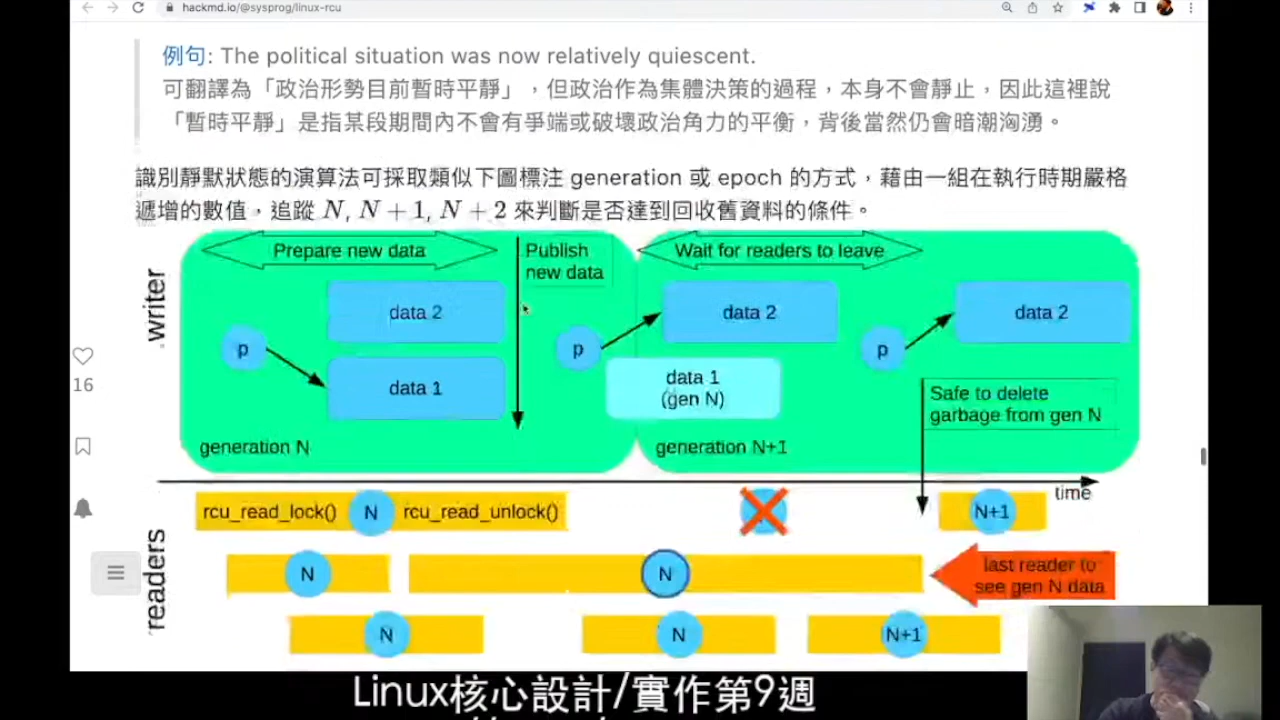 hackmd.io/@sysprog/linux-rcu
例句: The political situation was now relatively quiescent.
可翻譯為「政治形勢目前暫時平靜」，但政治作為集體決策的過程，本身不會靜止，因此這裡說
「暫時平靜」是指某段期間內不會有爭端或破壞政治角力的平衡，背後當然仍會暗潮洶湧。
識別靜默狀態的演算法可採取類似下圖標注 generation 或 epoch 的方式，藉由一組在執行時期嚴格
遞增的數值，追蹤 N, N + 1, N + 2 來判斷是否達到回收舊資料的條件。
writer
Prepare new data
Publish
new data
Wait for readers to leave
data 2
data 2
data 2
p
p
p
data 1
data 1
(gen N)
Safe to delete
garbage from gen N
generation N
generation N+1
16
time
readers
rcu_read_lock()
N
rcu_read_unlock()
N+1
N
N
last reader to
see gen N data
N
N
N+1
Linux核心設計/實作第9週